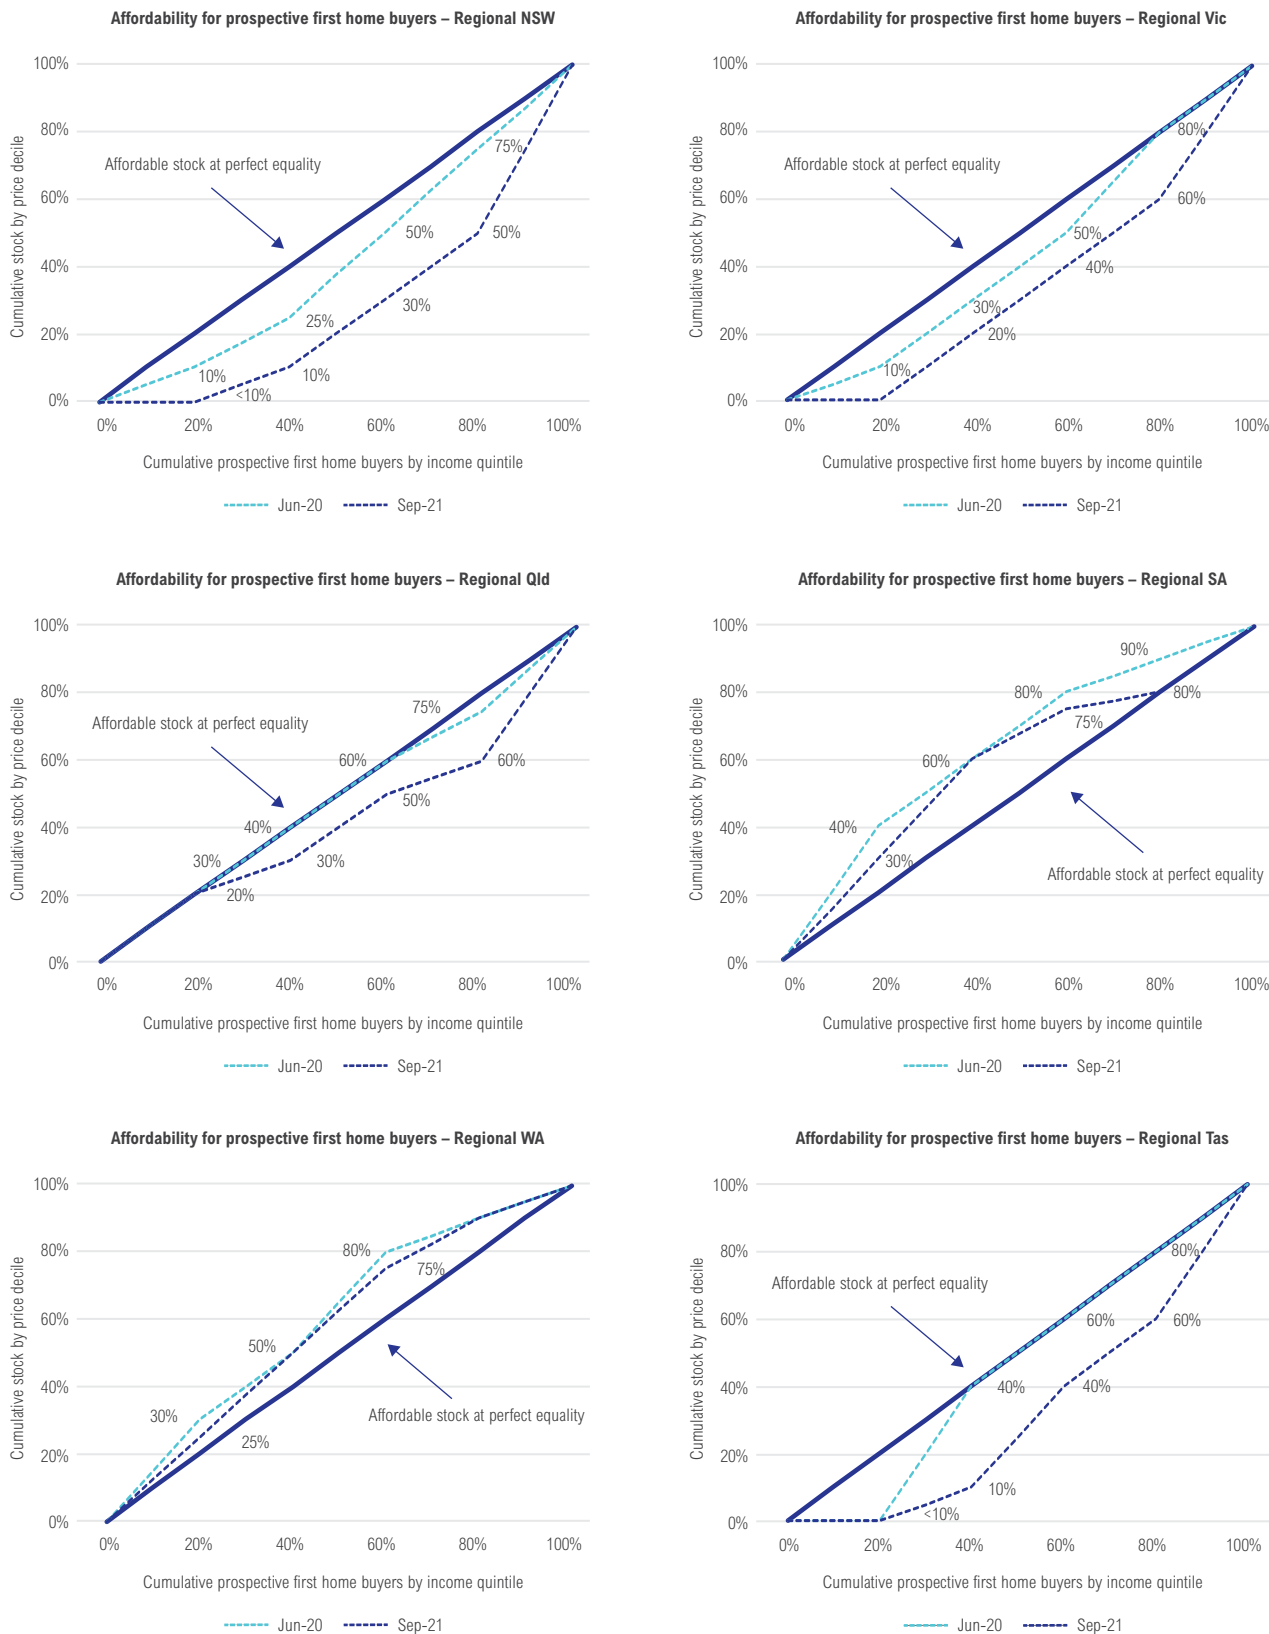 Affordability for prospective first home buyers – Regional NSW
Cumulative stock by price decile
100%
80%
60%
40%
20%
0%
Affordable stock at perfect equality
75%
50%
50%
30%
25%
10%
10%
<10%
0% 20% 40% 60% 80% 100%
Cumulative prospective first home buyers by income quintile
Jun-20 Sep-21
Affordability for prospective first home buyers – Regional Vic
Cumulative stock by price decile
100%
80%
60%
40%
20%
0%
Affordable stock at perfect equality
80%
60%
50%
40%
30%
20%
10%
0% 20% 40% 60% 80% 100%
Cumulative prospective first home buyers by income quintile
Jun-20 Sep-21
Affordability for prospective first home buyers – Regional Qld
Cumulative stock by price decile
100%
80%
60%
40%
20%
0%
75%
Affordable stock at perfect equality
60%
60%
50%
40%
30%
30%
20%
0% 20% 40% 60% 80% 100%
Cumulative prospective first home buyers by income quintile
Jun-20 Sep-21
Affordability for prospective first home buyers – Regional SA
Cumulative stock by price decile
100%
80%
60%
40%
20%
0%
90%
80%
80%
75%
60%
40%
30%
Affordable stock at perfect equality
0% 20% 40% 60% 80% 100%
Cumulative prospective first home buyers by income quintile
Jun-20 Sep-21
Affordability for prospective first home buyers – Regional WA
Cumulative stock by price decile
100%
80%
60%
40%
20%
0%
80%
75%
50%
30%
25%
Affordable stock at perfect equality
0% 20% 40% 60% 80% 100%
Cumulative prospective first home buyers by income quintile
Jun-20 Sep-21
Affordability for prospective first home buyers – Regional Tas
Cumulative stock by price decile
100%
80%
60%
40%
20%
0%
80%
Affordable stock at perfect equality
60%
60%
40%
40%
10%
<10%
0% 20% 40% 60% 80% 100%
Cumulative prospective first home buyers by income quintile
Jun-20 Sep-21